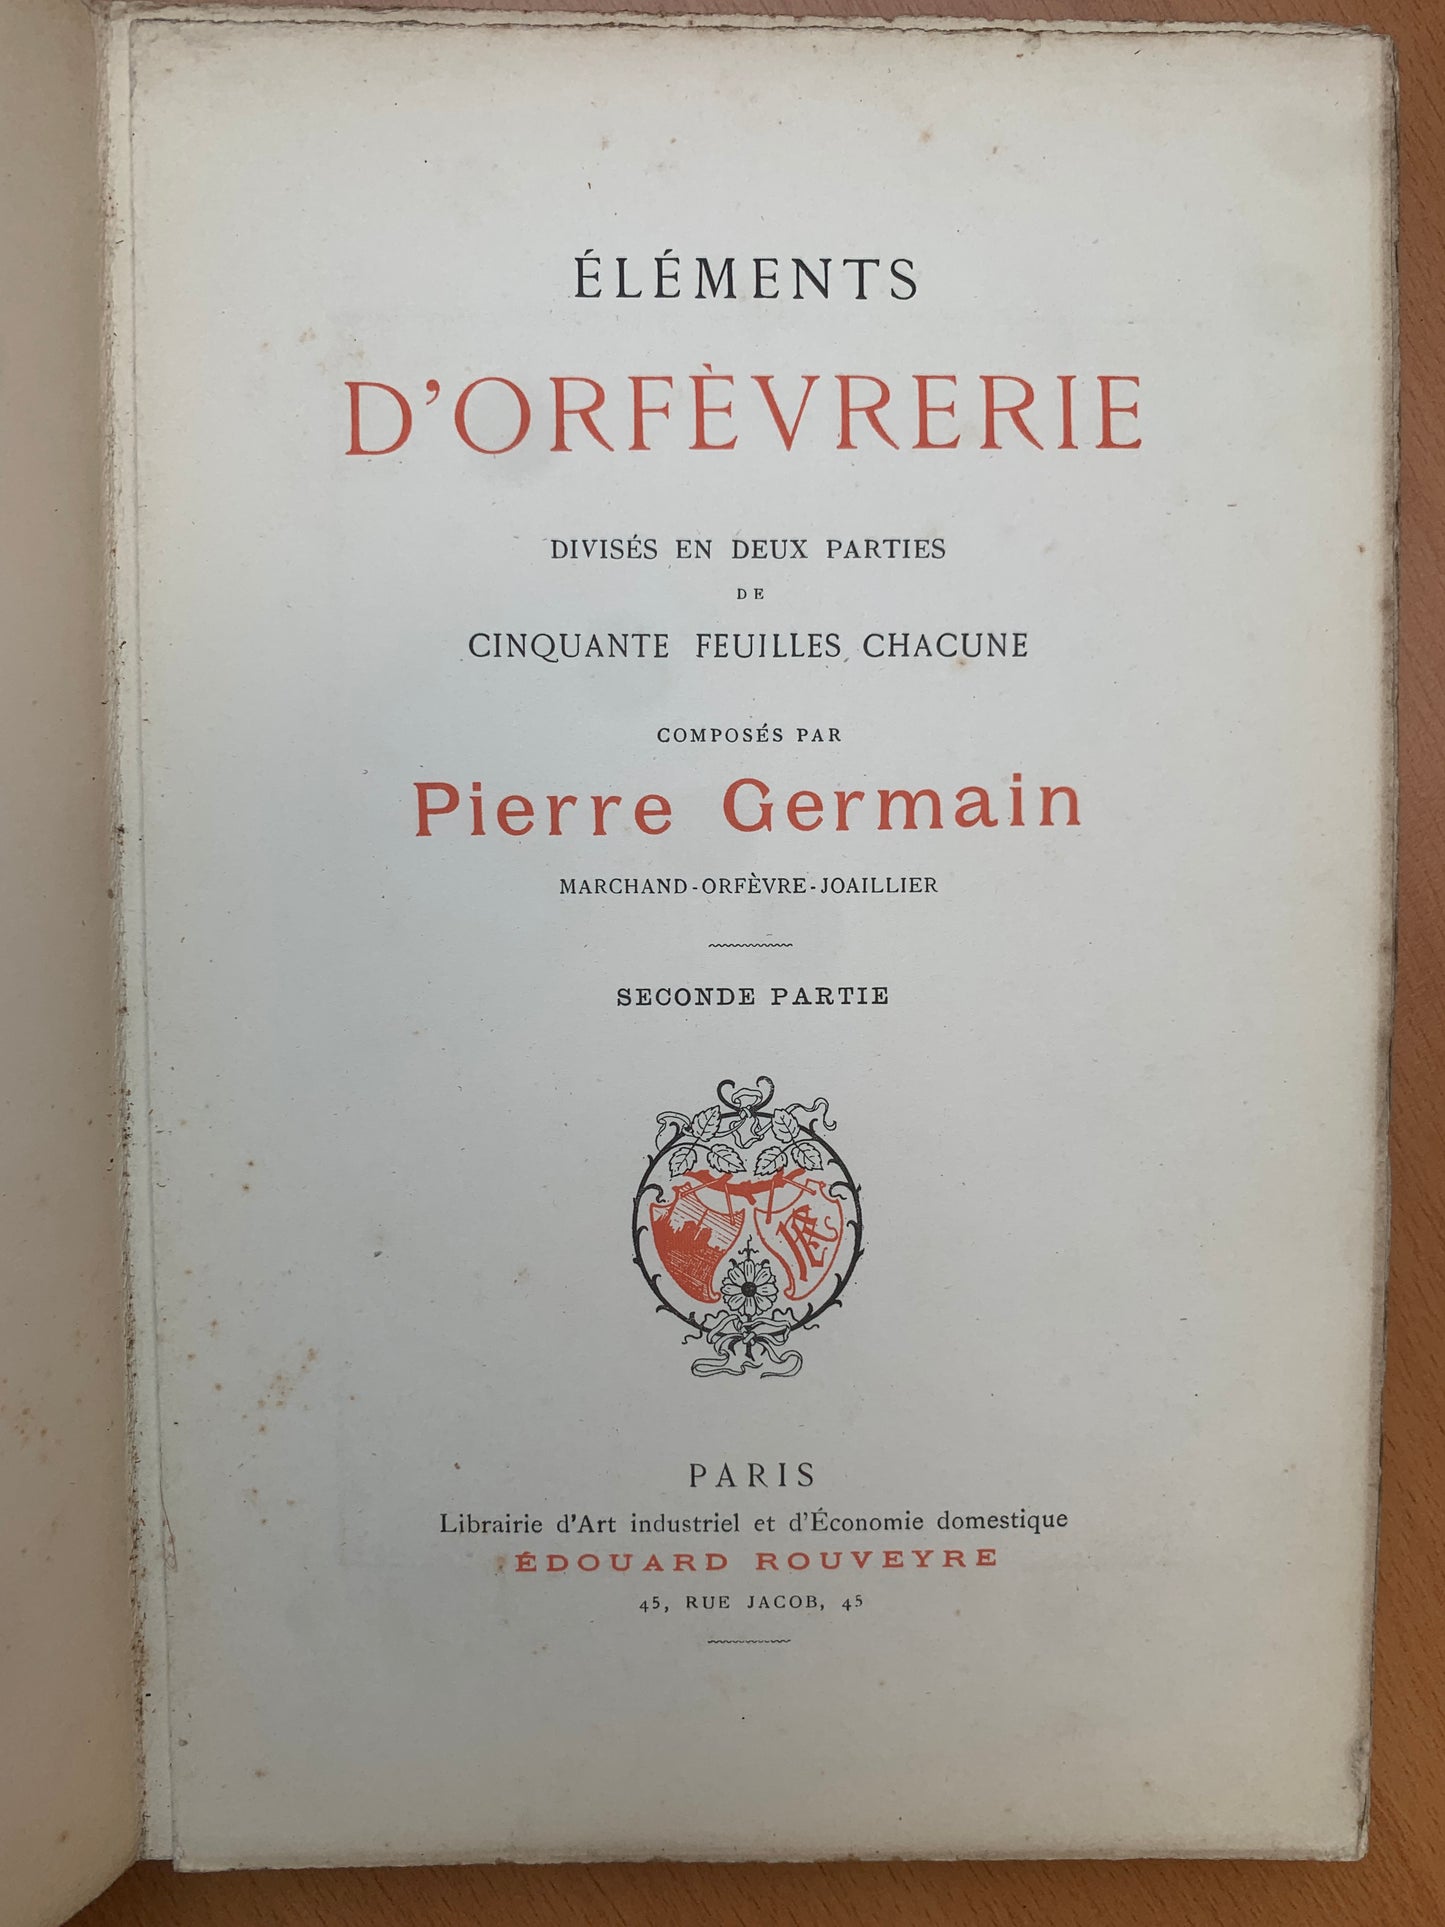 ÉLÉMENTS
D'ORFÈVRERIE
DIVISÉS EN DEUX PARTIES
DE
CINQUANTE FEUILLES CHACUNE
COMPOSÉS PAR
Pierre Germain
MARCHAND-ORFÈVRE-JOAILLIER
SECONDE PARTIE
PARIS
Librairie d'Art industriel et d'Économie domestique
ÉDOUARD ROUVEYRE
45, RUE JACOB, 45